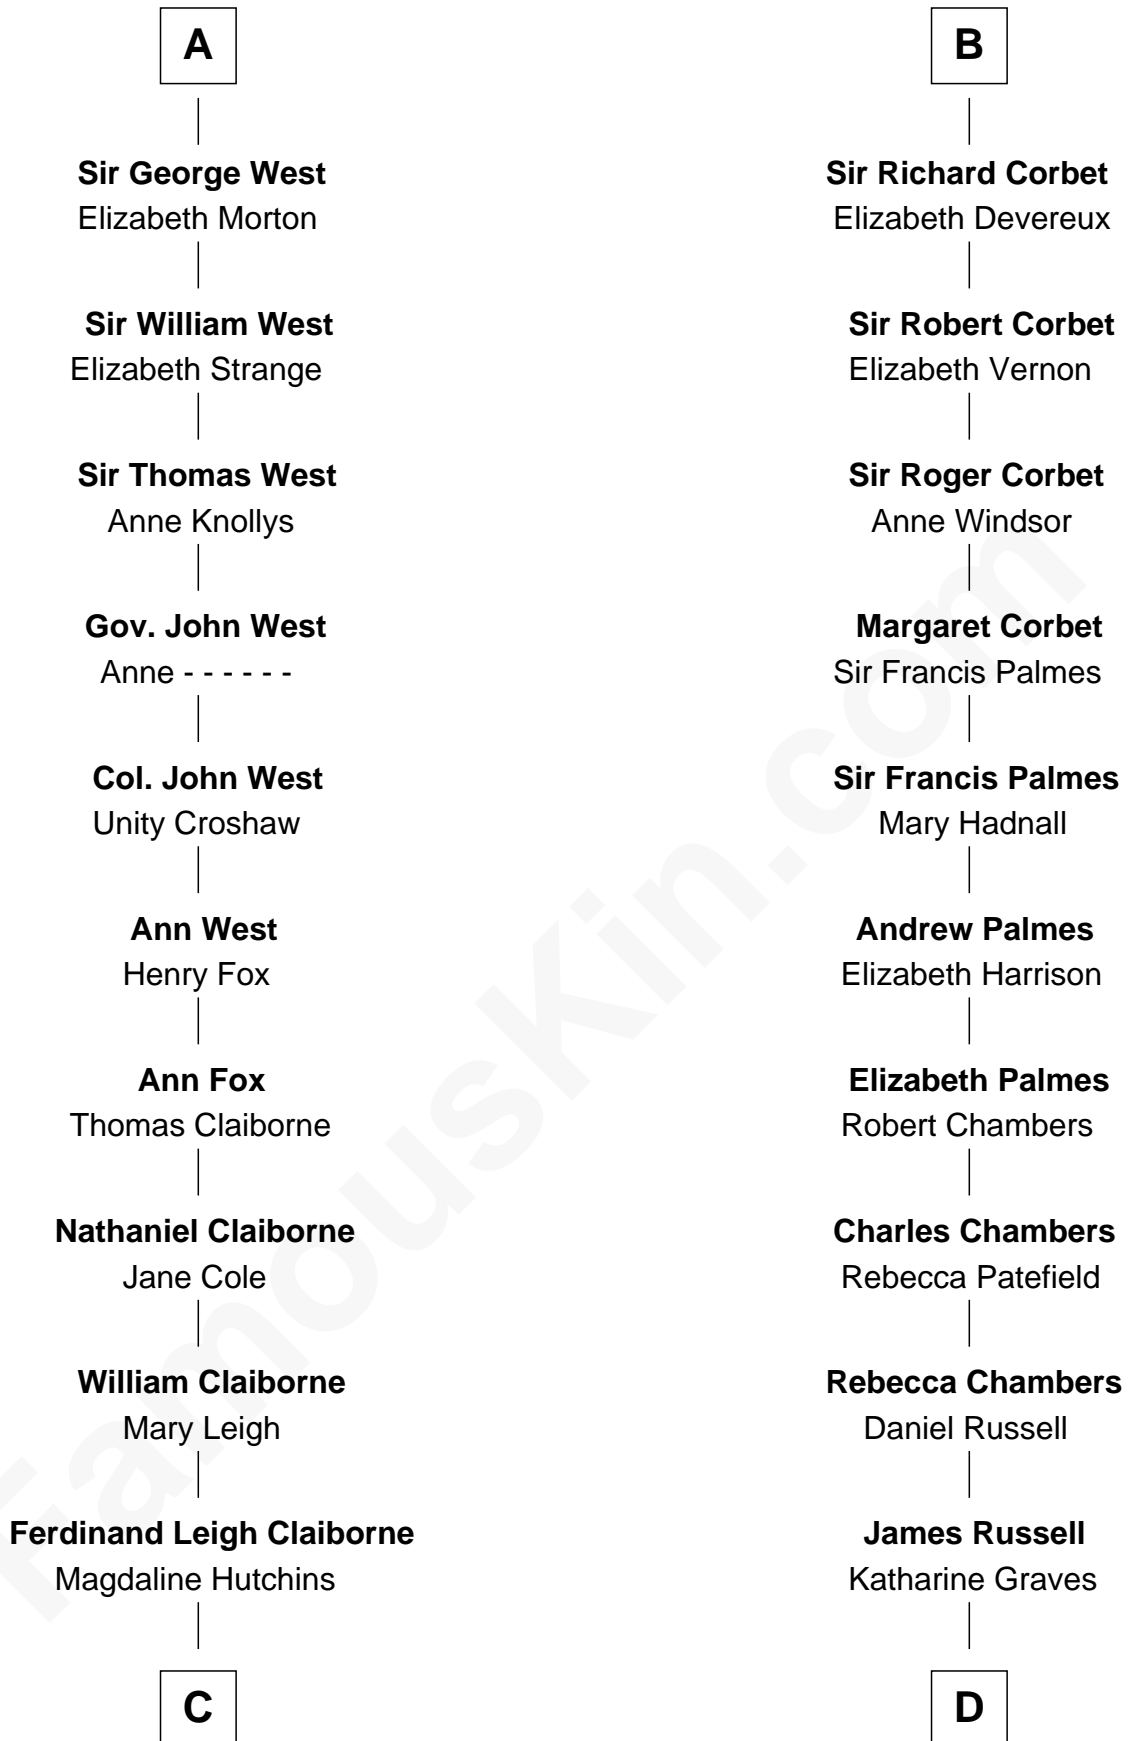 A
Sir George West
Elizabeth Morton
Sir William West
Elizabeth Strange
Sir Thomas West
Anne Knollys
Gov. John West
Anne - - - - - -
Col. John West
Unity Croshaw
Ann West
Henry Fox
Ann Fox
Thomas Claiborne
Nathaniel Claiborne
Jane Cole
William Claiborne
Mary Leigh
Ferdinand Leigh Claiborne
Magdaline Hutchins
C
B
Sir Richard Corbet
Elizabeth Devereux
Sir Robert Corbet
Elizabeth Vernon
Sir Roger Corbet
Anne Windsor
Margaret Corbet
Sir Francis Palmes
Sir Francis Palmes
Mary Hadnall
Andrew Palmes
Elizabeth Harrison
Elizabeth Palmes
Robert Chambers
Charles Chambers
Rebecca Patefield
Rebecca Chambers
Daniel Russell
James Russell
Katharine Graves
D
FamousKin.com